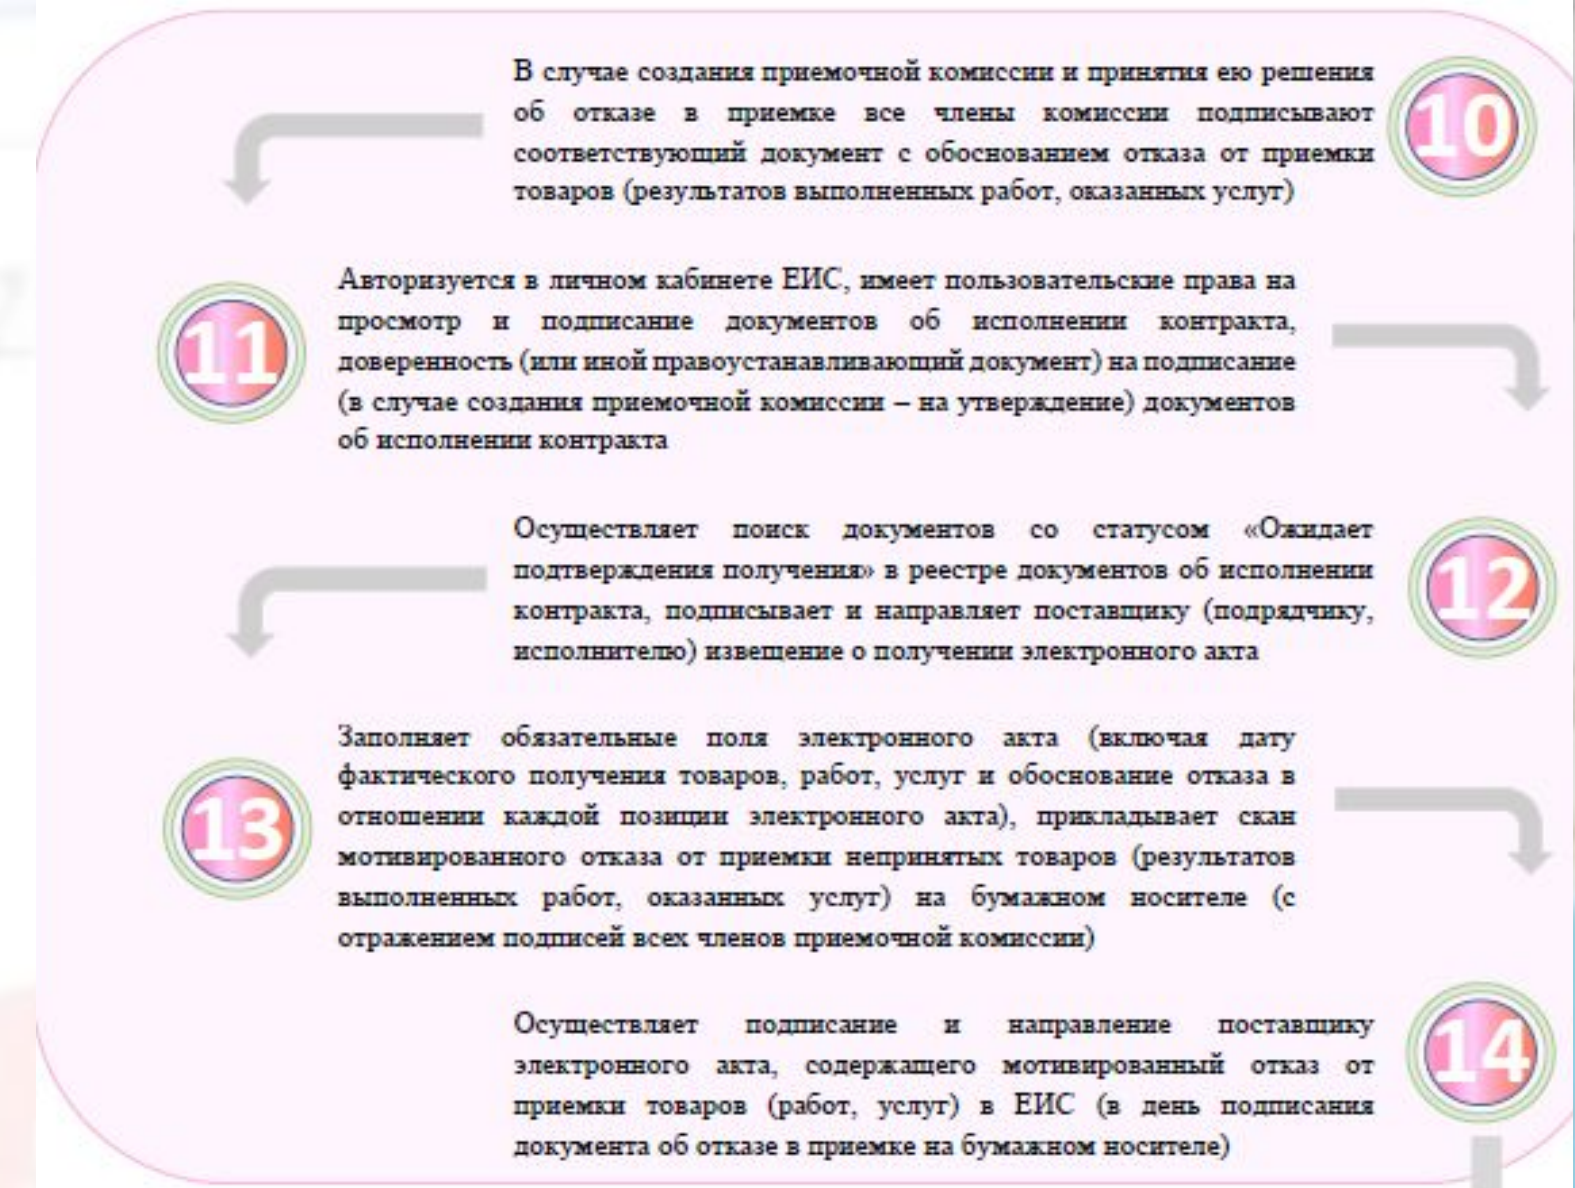 В случае создания приемочной комиссии и принятия ею решения
об отказе в приемке все члены комиссии подписывают
соответствующий документ с обоснованием отказа от приемки
товаров (результатов выполненных работ, оказанных услуг)
10
Авторизуется в личном кабинете ЕИС, имеет пользовательские права на
просмотр и подписание документов об исполнении контракта,
доверенность (или иной правоустанавливающий документ) на подписание
(в случае создания приемочной комиссии – на утверждение) документов
об исполнении контракта
11
Осуществляет поиск документов со статусом «Ожидает
подтверждения получения» в реестре документов об исполнении
контракта, подписывает и направляет поставщику (подрядчику,
исполнителю) извещение о получении электронного акта
12
Заполняет обязательные поля электронного акта (включая дату
фактического получения товаров, работ, услуг и обоснование отказа в
отношении каждой позиции электронного акта), прикладывает скан
мотивированного отказа от приемки непринятых товаров (результатов
выполненных работ, оказанных услуг) на бумажном носителе (с
отражением подписей всех членов приемочной комиссии)
13
Осуществляет подписание и направление поставщику
электронного акта, содержащего мотивированный отказ от
приемки товаров (работ, услуг) в ЕИС (в день подписания
документа об отказе в приемке на бумажном носителе)
14